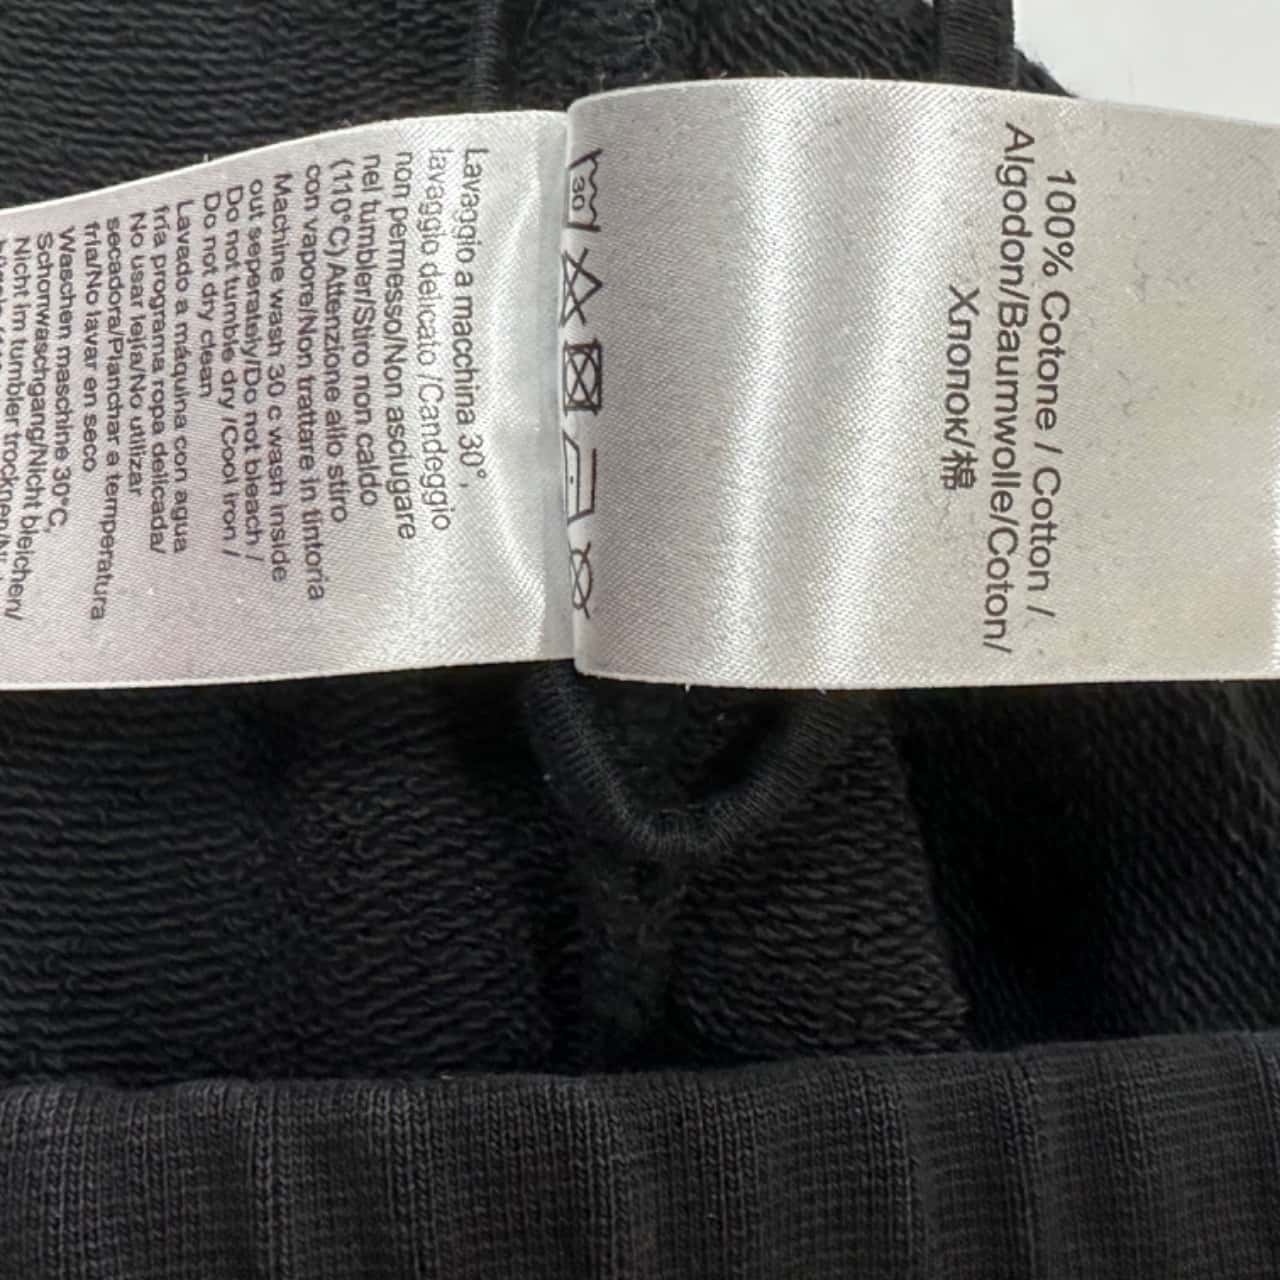 100% Cotone / Cotton /
Algodon/Baumwolle/Coton/
Хлопок/棉
30
Lavaggio a macchina 30°,
lavaggio delicato /Candeggio
non permesso/Non asciugare
nel tumbler/Stiro non caldo
(110°C)Attenzione allo stiro
con vapore/Non trattare in tintoria
Machine wash 30 c wash inside
out seperately/Do not bleach /
Do not tumble dry /Cool iron /
Do not dry clean
Lavado a máquina con agua
fría programa ropa delicada/
No usar lejía/No utilizar
secadora/Planchar a temperatura
fría/No lavar en seco
Waschen maschine 30°C,
Schonwaschgang/Nicht bleichen/
Nicht im tumbler trocknen/